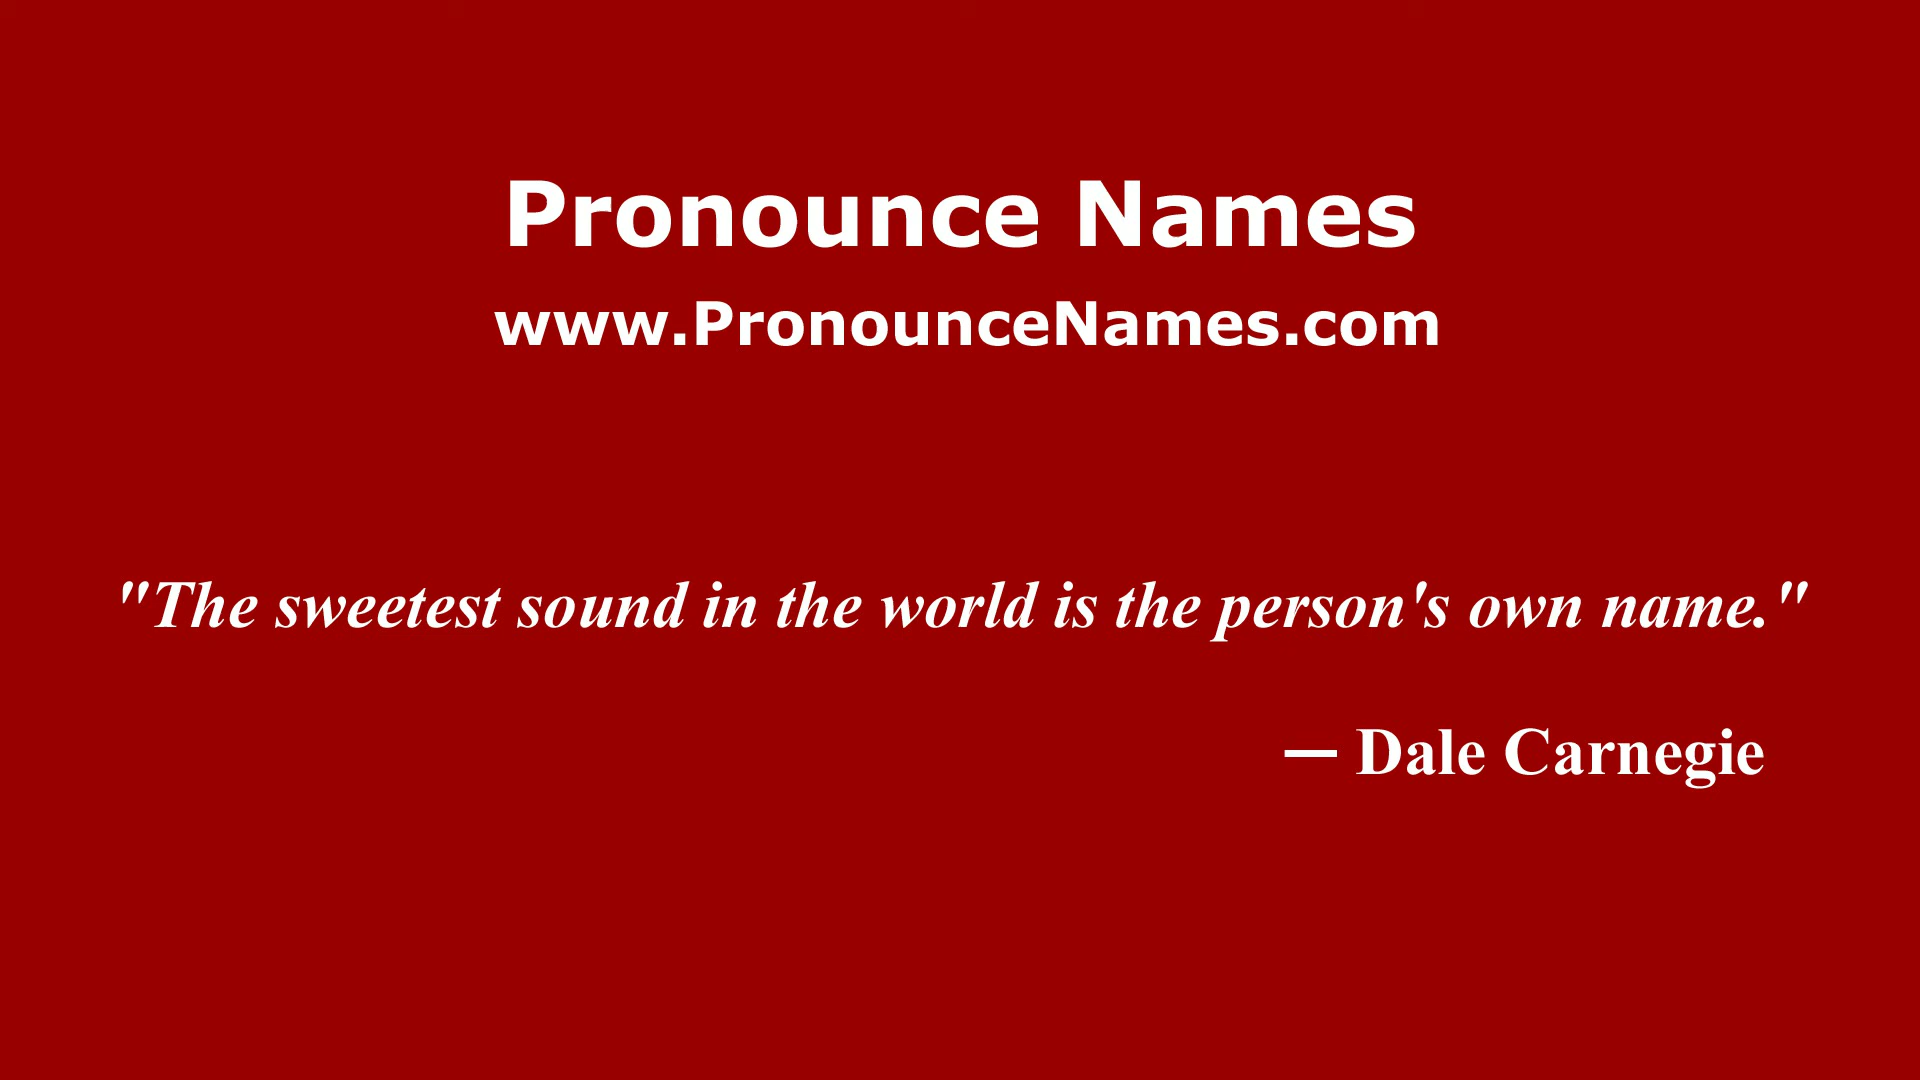 Pronounce Names
www.PronounceNames.com
"The sweetest sound in the world is the person's own name."
— Dale Carnegie